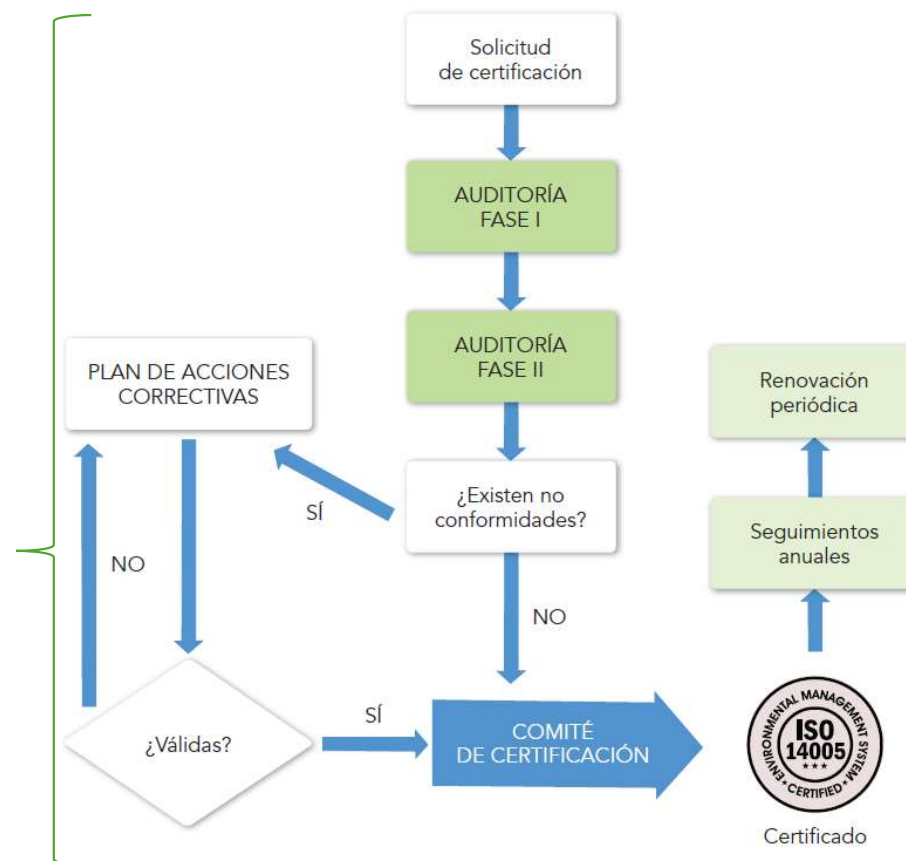 Solicitud
de certificación
AUDITORÍA
FASE I
AUDITORÍA
FASE II
PLAN DE ACCIONES
CORRECTIVAS
¿Existen no
conformidades?
SÍ
NO
NO
¿Válidas?
SÍ
COMITÉ
DE CERTIFICACIÓN
Renovación
periódica
Seguimientos
anuales
ENVIRONMENTAL MANAGEMENT SYSTEM
ISO
14005
CERTIFIED
Certificado